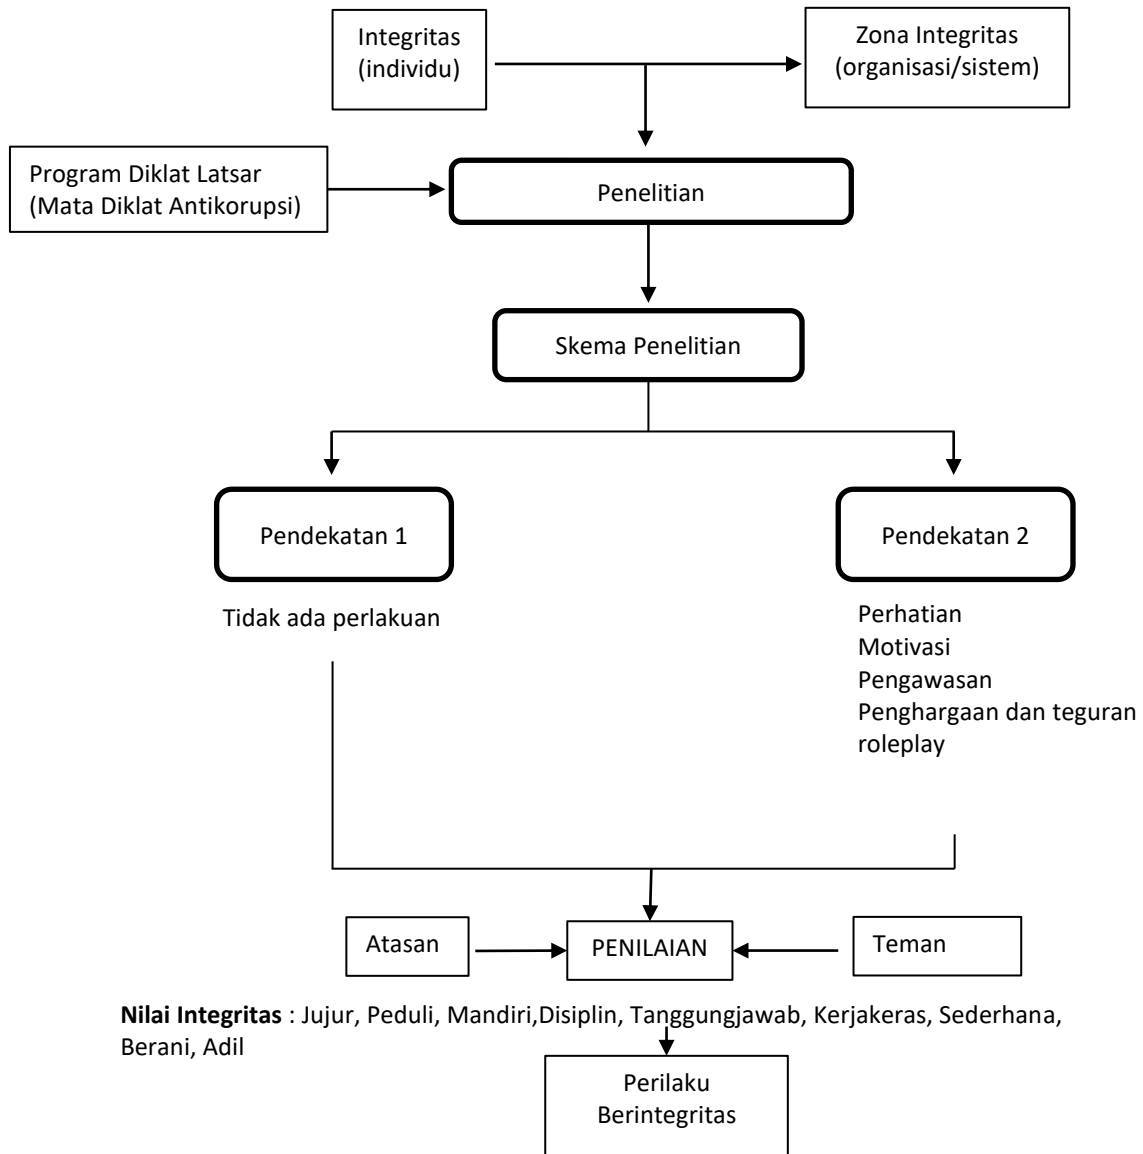 Integritas
(individu)
Zona Integritas
(organisasi/sistem)
Program Diklat Latsar
(Mata Diklat Antikorupsi)
Penelitian
Skema Penelitian
Pendekatan 1
Pendekatan 2
Tidak ada perlakuan
Perhatian
Motivasi
Pengawasan
Penghargaan dan teguran
roleplay
Atasan
PENILAIAN
Teman
Nilai Integritas : Jujur, Peduli, Mandiri,Disiplin, Tanggungjawab, Kerjakeras, Sederhana,
Berani, Adil
Perilaku
Berintegritas